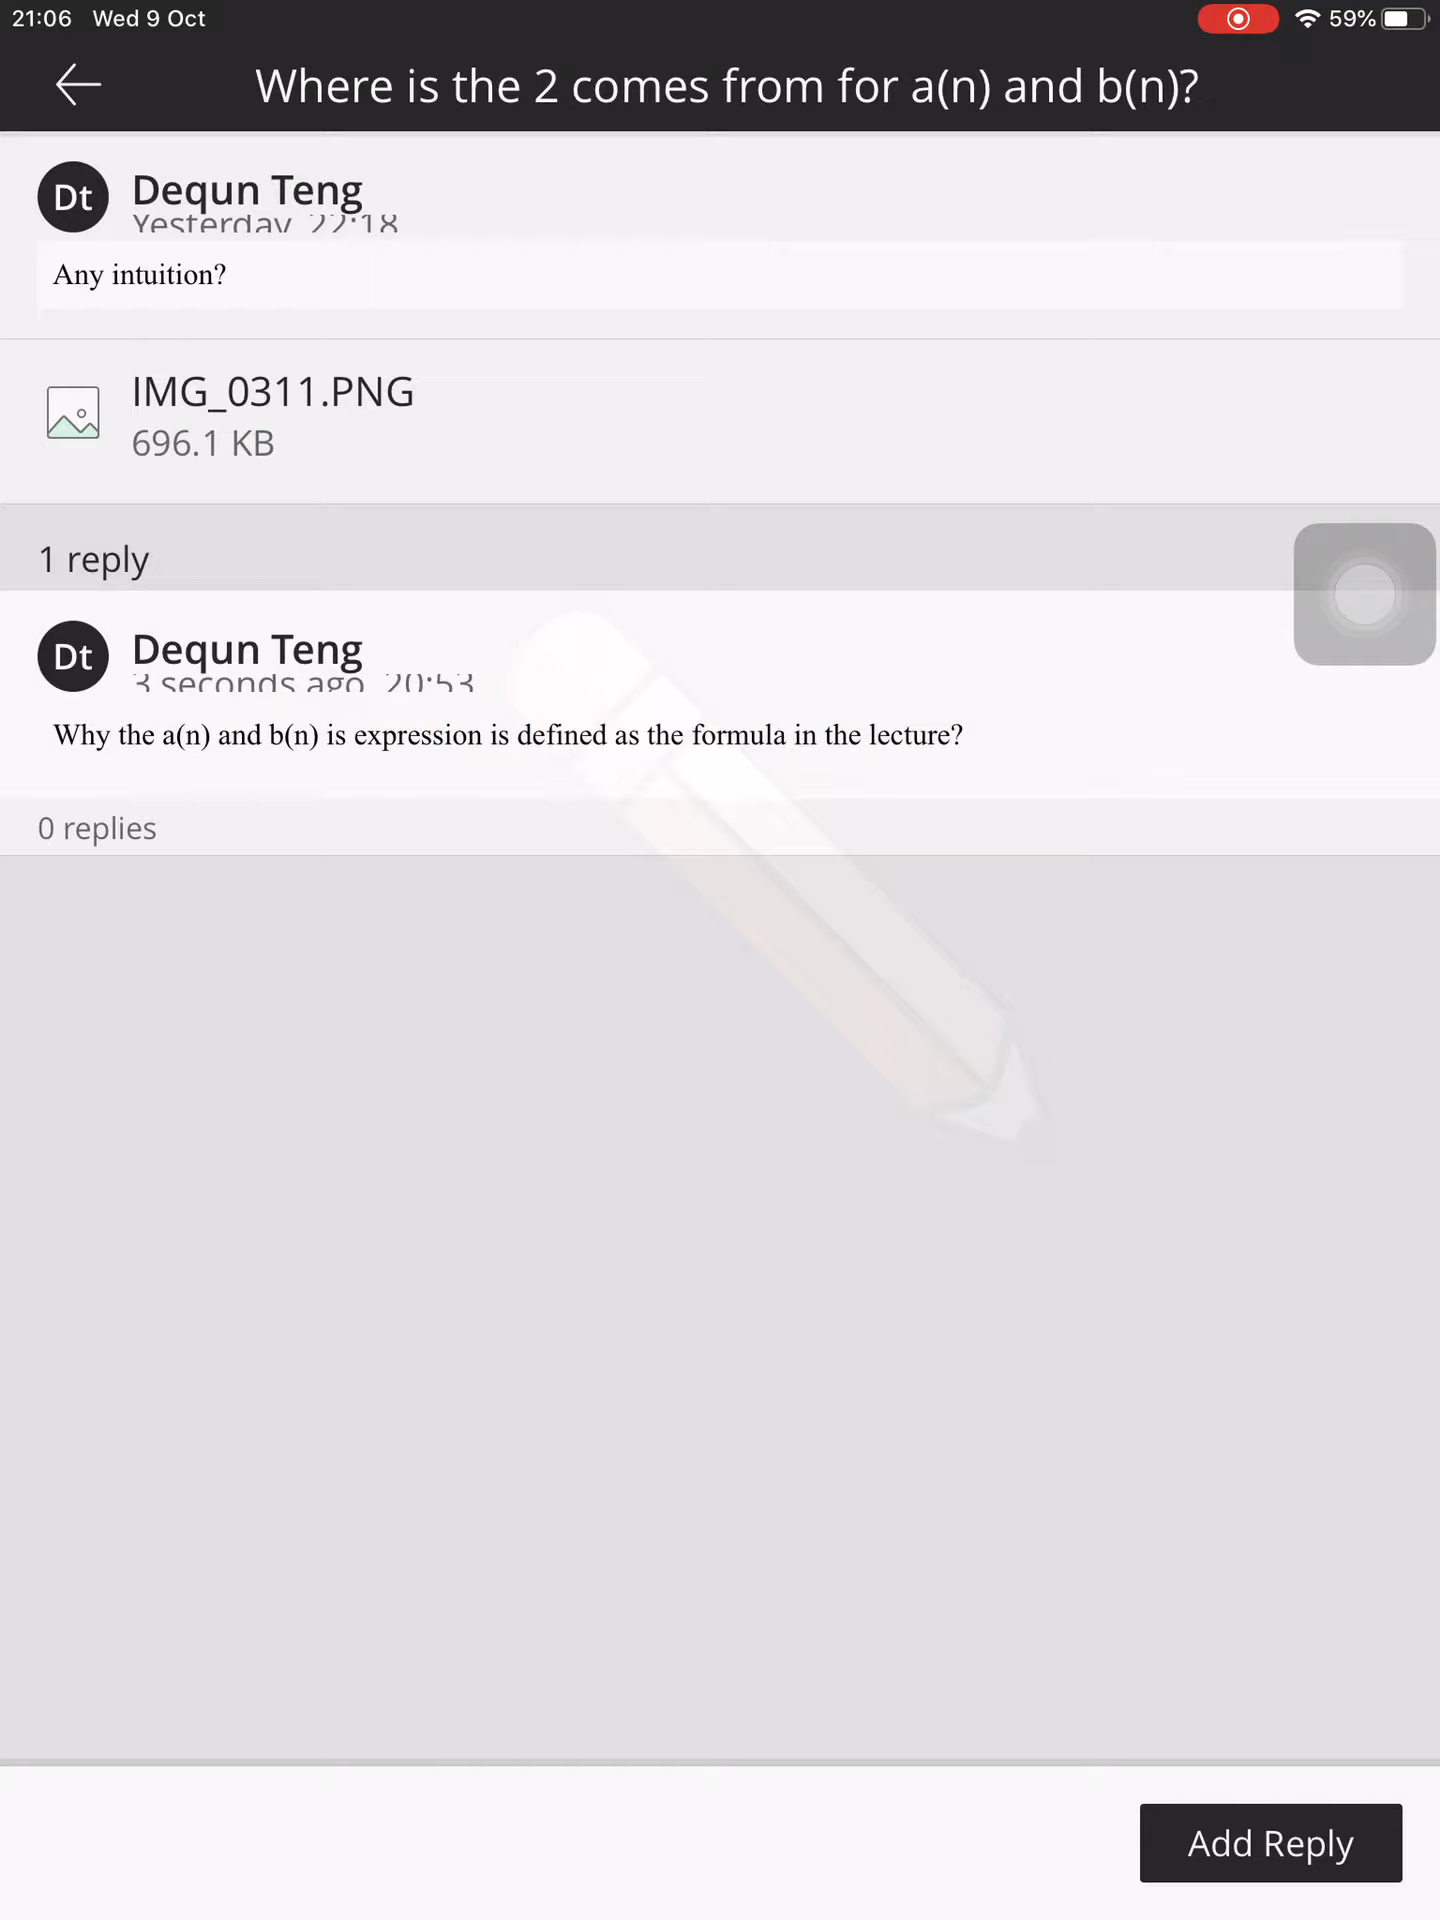 21:06 Wed 9 Oct 59%
Where is the 2 comes from for a(n) and b(n)?
Dt Dequn Teng
Yesterday, 22:18
Any intuition?
IMG_0311.PNG
696.1 KB
1 reply
Dt Dequn Teng
3 seconds ago, 20:53
Why the a(n) and b(n) is expression is defined as the formula in the lecture?
0 replies
Add Reply